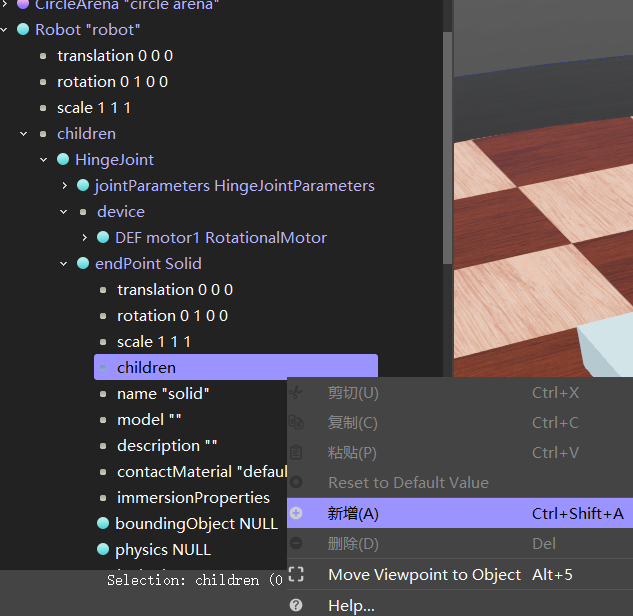 CircleArena "circle arena"
Robot "robot"
translation 0 0 0
rotation 0 1 0 0
scale 1 1 1
children
HingeJoint
jointParameters HingeJointParameters
device
DEF motor1 RotationalMotor
endPoint Solid
translation 0 0 0
rotation 0 1 0 0
scale 1 1 1
children
name "solid"
model ""
description ""
contactMaterial "defaul
immersionProperties
boundingObject NULL
physics NULL
Selection: children (0
剪切(U) Ctrl+X
复制(C) Ctrl+C
粘贴(P) Ctrl+V
Reset to Default Value
新增(A) Ctrl+Shift+A
删除(D) Del
Move Viewpoint to Object Alt+5
Help...